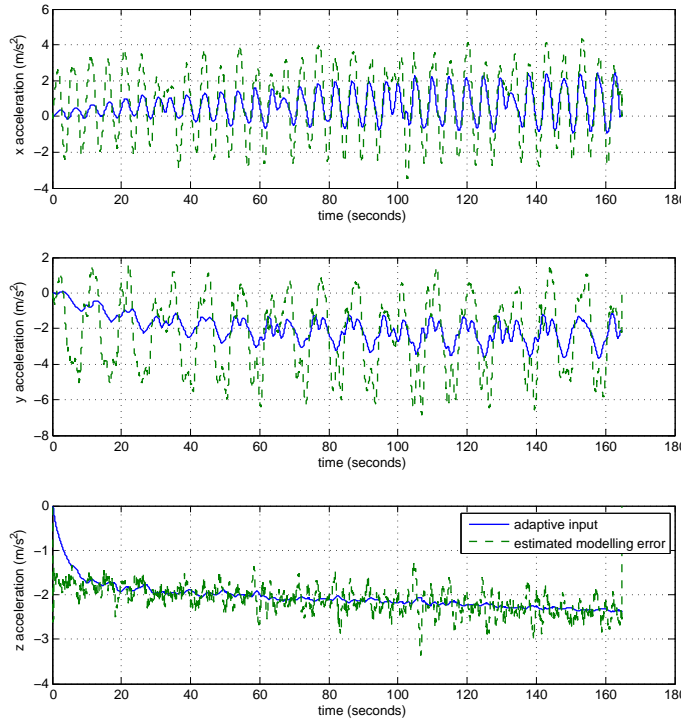 6
4
2
0
−2
−4
x acceleration (m/s²)
0 20 40 60 80 100 120 140 160 180
time (seconds)
2
0
−2
−4
−6
−8
y acceleration (m/s²)
0 20 40 60 80 100 120 140 160 180
time (seconds)
0
−1
−2
−3
−4
z acceleration (m/s²)
adaptive input
estimated modelling error
0 20 40 60 80 100 120 140 160 180
time (seconds)